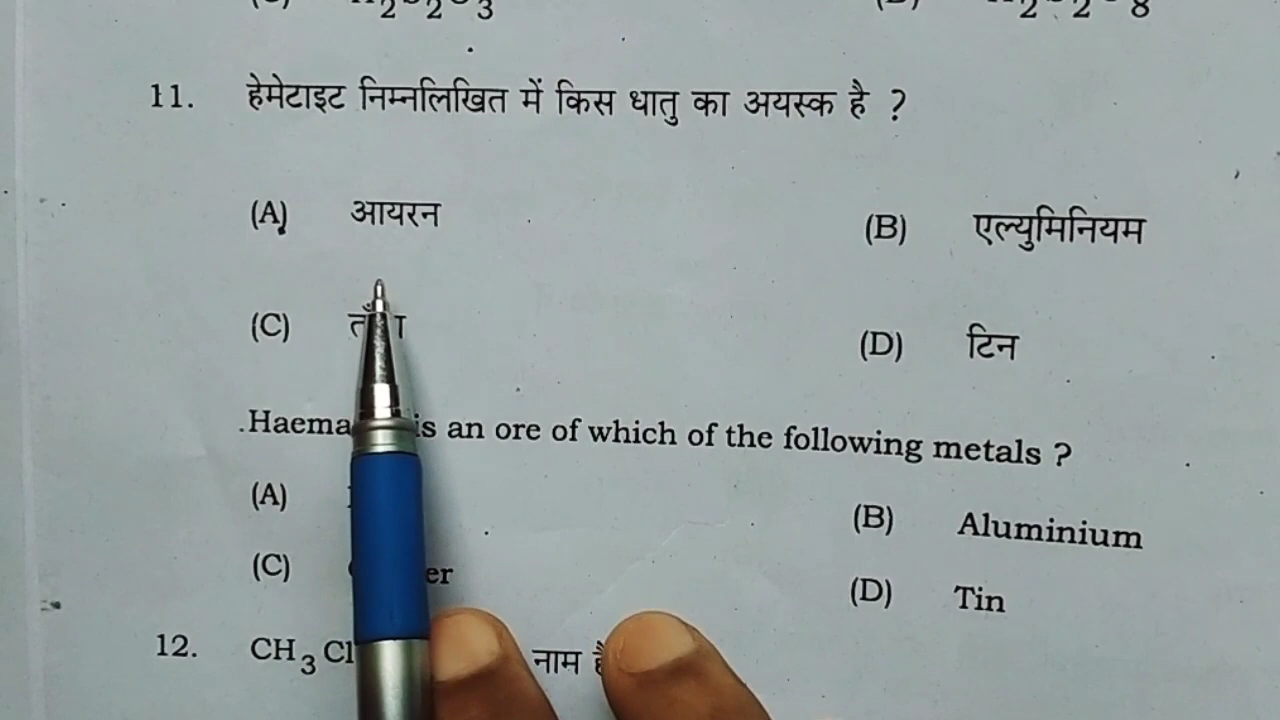 11. हेमेटाइट निम्नलिखित में किस धातु का अयस्क है ?
(A) आयरन (B) एल्युमिनियम
(C) (D) टिन
is an ore of which of the following metals ?
(A) (B) Aluminium
(C) (D) Tin
12. CH₃Cl नाम